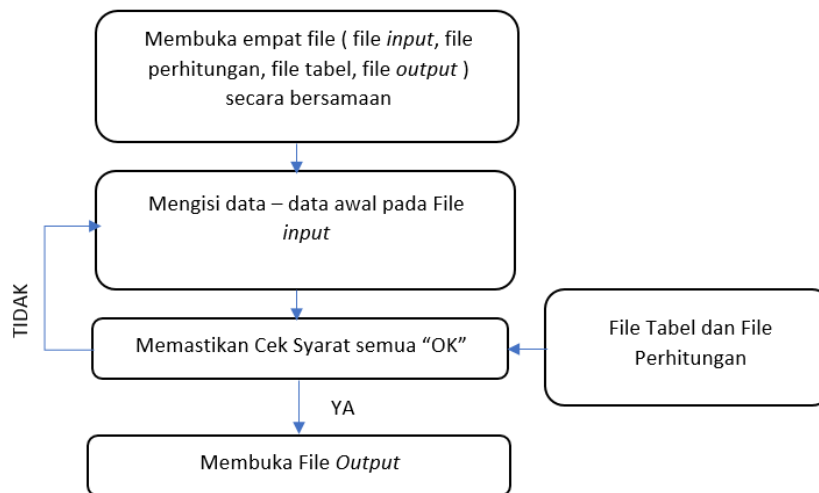 Membuka empat file ( file input, file
perhitungan, file tabel, file output )
secara bersamaan
Mengisi data – data awal pada File
input
TIDAK
Memastikan Cek Syarat semua “OK”
File Tabel dan File
Perhitungan
YA
Membuka File Output